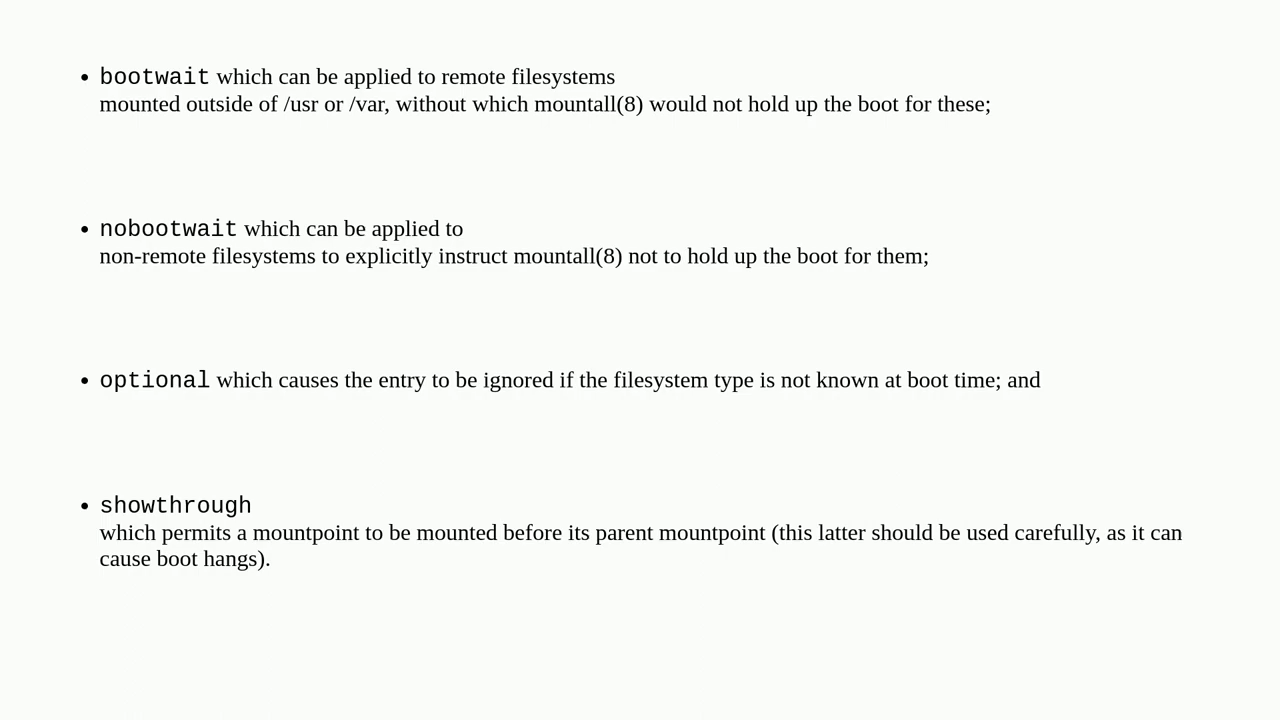 • bootwait which can be applied to remote filesystems
mounted outside of /usr or /var, without which mountall(8) would not hold up the boot for these;
• nobootwait which can be applied to
non-remote filesystems to explicitly instruct mountall(8) not to hold up the boot for them;
• optional which causes the entry to be ignored if the filesystem type is not known at boot time; and
• showthrough
which permits a mountpoint to be mounted before its parent mountpoint (this latter should be used carefully, as it can
cause boot hangs).